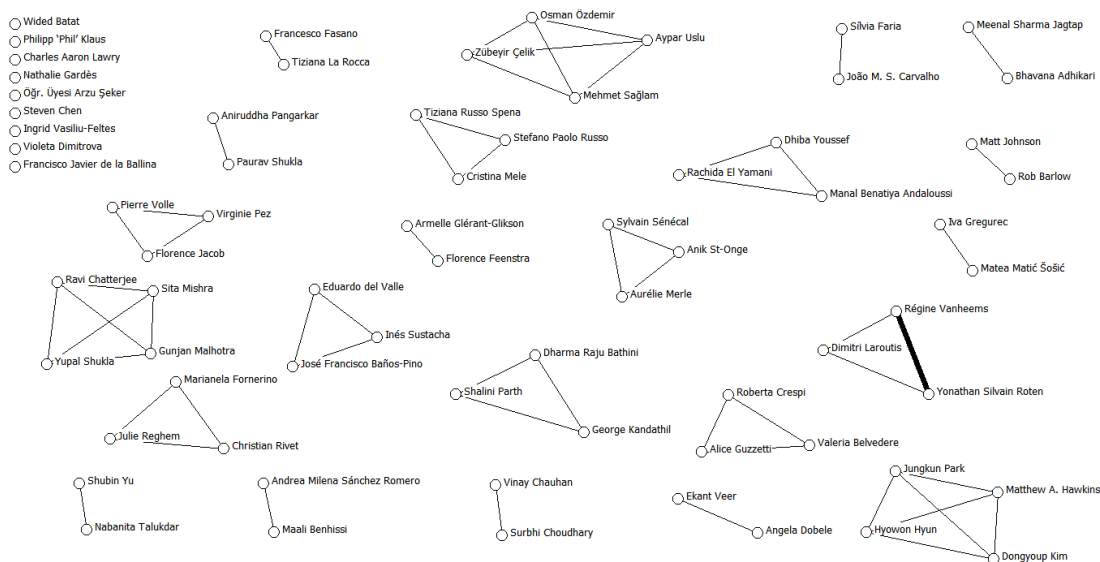 Wided Batat
Philipp ‘Phil’ Klaus
Charles Aaron Lawry
Nathalie Gardès
Öğr. Üyesi Arzu Şeker
Steven Chen
Ingrid Vasiliu-Feltes
Violeta Dimitrova
Francisco Javier de la Ballina
Francesco Fasano
Tiziana La Rocca
Osman Özdemir
Aypar Uslu
Zübeyir Çelik
Mehmet Sağlam
Sílvia Faria
João M. S. Carvalho
Meenal Sharma Jagtap
Bhavana Adhikari
Aniruddha Pangarkar
Paurav Shukla
Tiziana Russo Spena
Stefano Paolo Russo
Cristina Mele
Dhiba Youssef
Rachida El Yamani
Manal Benatiya Andaloussi
Matt Johnson
Rob Barlow
Pierre Volle
Virginie Pez
Florence Jacob
Armelle Glérant-Glikson
Florence Feenstra
Sylvain Sénécal
Anik St-Onge
Aurélie Merle
Iva Gregurec
Matea Matić Šošić
Ravi Chatterjee
Sita Mishra
Yupal Shukla
Gunjan Malhotra
Eduardo del Valle
Inés Sustacha
José Francisco Baños-Pino
Régine Vanheems
Dimitri Laroutis
Yonathan Silvain Roten
Marianela Fornerino
Julie Reghem
Christian Rivet
Dharma Raju Bathini
Shalini Parth
George Kandathil
Roberta Crespi
Alice Guzzetti
Valeria Belvedere
Shubin Yu
Nabanita Talukdar
Andrea Milena Sánchez Romero
Maali Benhissi
Vinay Chauhan
Surbhi Choudhary
Ekant Veer
Angela Dobele
Jungkun Park
Matthew A. Hawkins
Hyowon Hyun
Dongyoup Kim